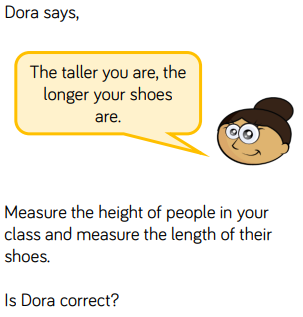 Dora says,
The taller you are, the
longer your shoes
are.
Measure the height of people in your
class and measure the length of their
shoes.
Is Dora correct?